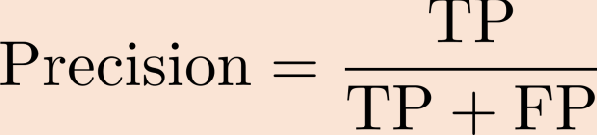 Precision = TP / TP + FP